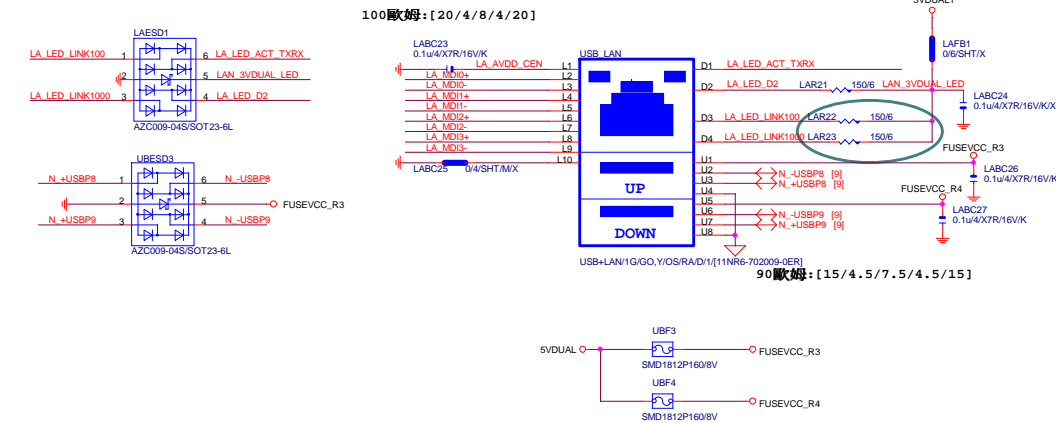 3VDUAL1
100歐姆:[20/4/8/4/20]
LAESD1
LA_LED_LINK100 1 6 LA_LED_ACT_TXRX
2 5 LAN_3VDUAL_LED
LA_LED_LINK1000 3 4 LA_LED_D2
AZC009-04S/SOT23-6L
UBESD3
N_+USBP8 1 6 N_-USBP8
2 5 FUSEVCC_R3
N_+USBP9 3 4 N_-USBP9
AZC009-04S/SOT23-6L
LABC23
0.1u/4/X7R/16V/K
USB_LAN
LA_AVDD_CEN L1
LA_MDI0+ L2
LA_MDI0- L3
LA_MDI1+ L4
LA_MDI1- L5
LA_MDI2+ L6
LA_MDI2- L7
LA_MDI3+ L8
LA_MDI3- L9
L10
LABC25 0/4/SHT/M/X
UP
DOWN
D1 LA_LED_ACT_TXRX
D2 LA_LED_D2 LAR21 150/6 LAN_3VDUAL_LED
D3 LA_LED_LINK100 LAR22 150/6
D4 LA_LED_LINK1000 LAR23 150/6
LAFB1
0/6/SHT/X
LABC24
0.1u/4/X7R/16V/K/X
U1 FUSEVCC_R3
U2 N_-USBP8 [9]
U3 N_+USBP8 [9]
U4
U5 FUSEVCC_R4
U6 N_-USBP9 [9]
U7 N_+USBP9 [9]
U8
LABC26
0.1u/4/X7R/16V/K
LABC27
0.1u/4/X7R/16V/K
USB+LAN/1G/GO,Y/OS/RA/D/1/[11NR6-702009-0ER]
90歐姆:[15/4.5/7.5/4.5/15]
UBF3
5VDUAL FUSEVCC_R3
SMD1812P160/8V
UBF4
FUSEVCC_R4
SMD1812P160/8V